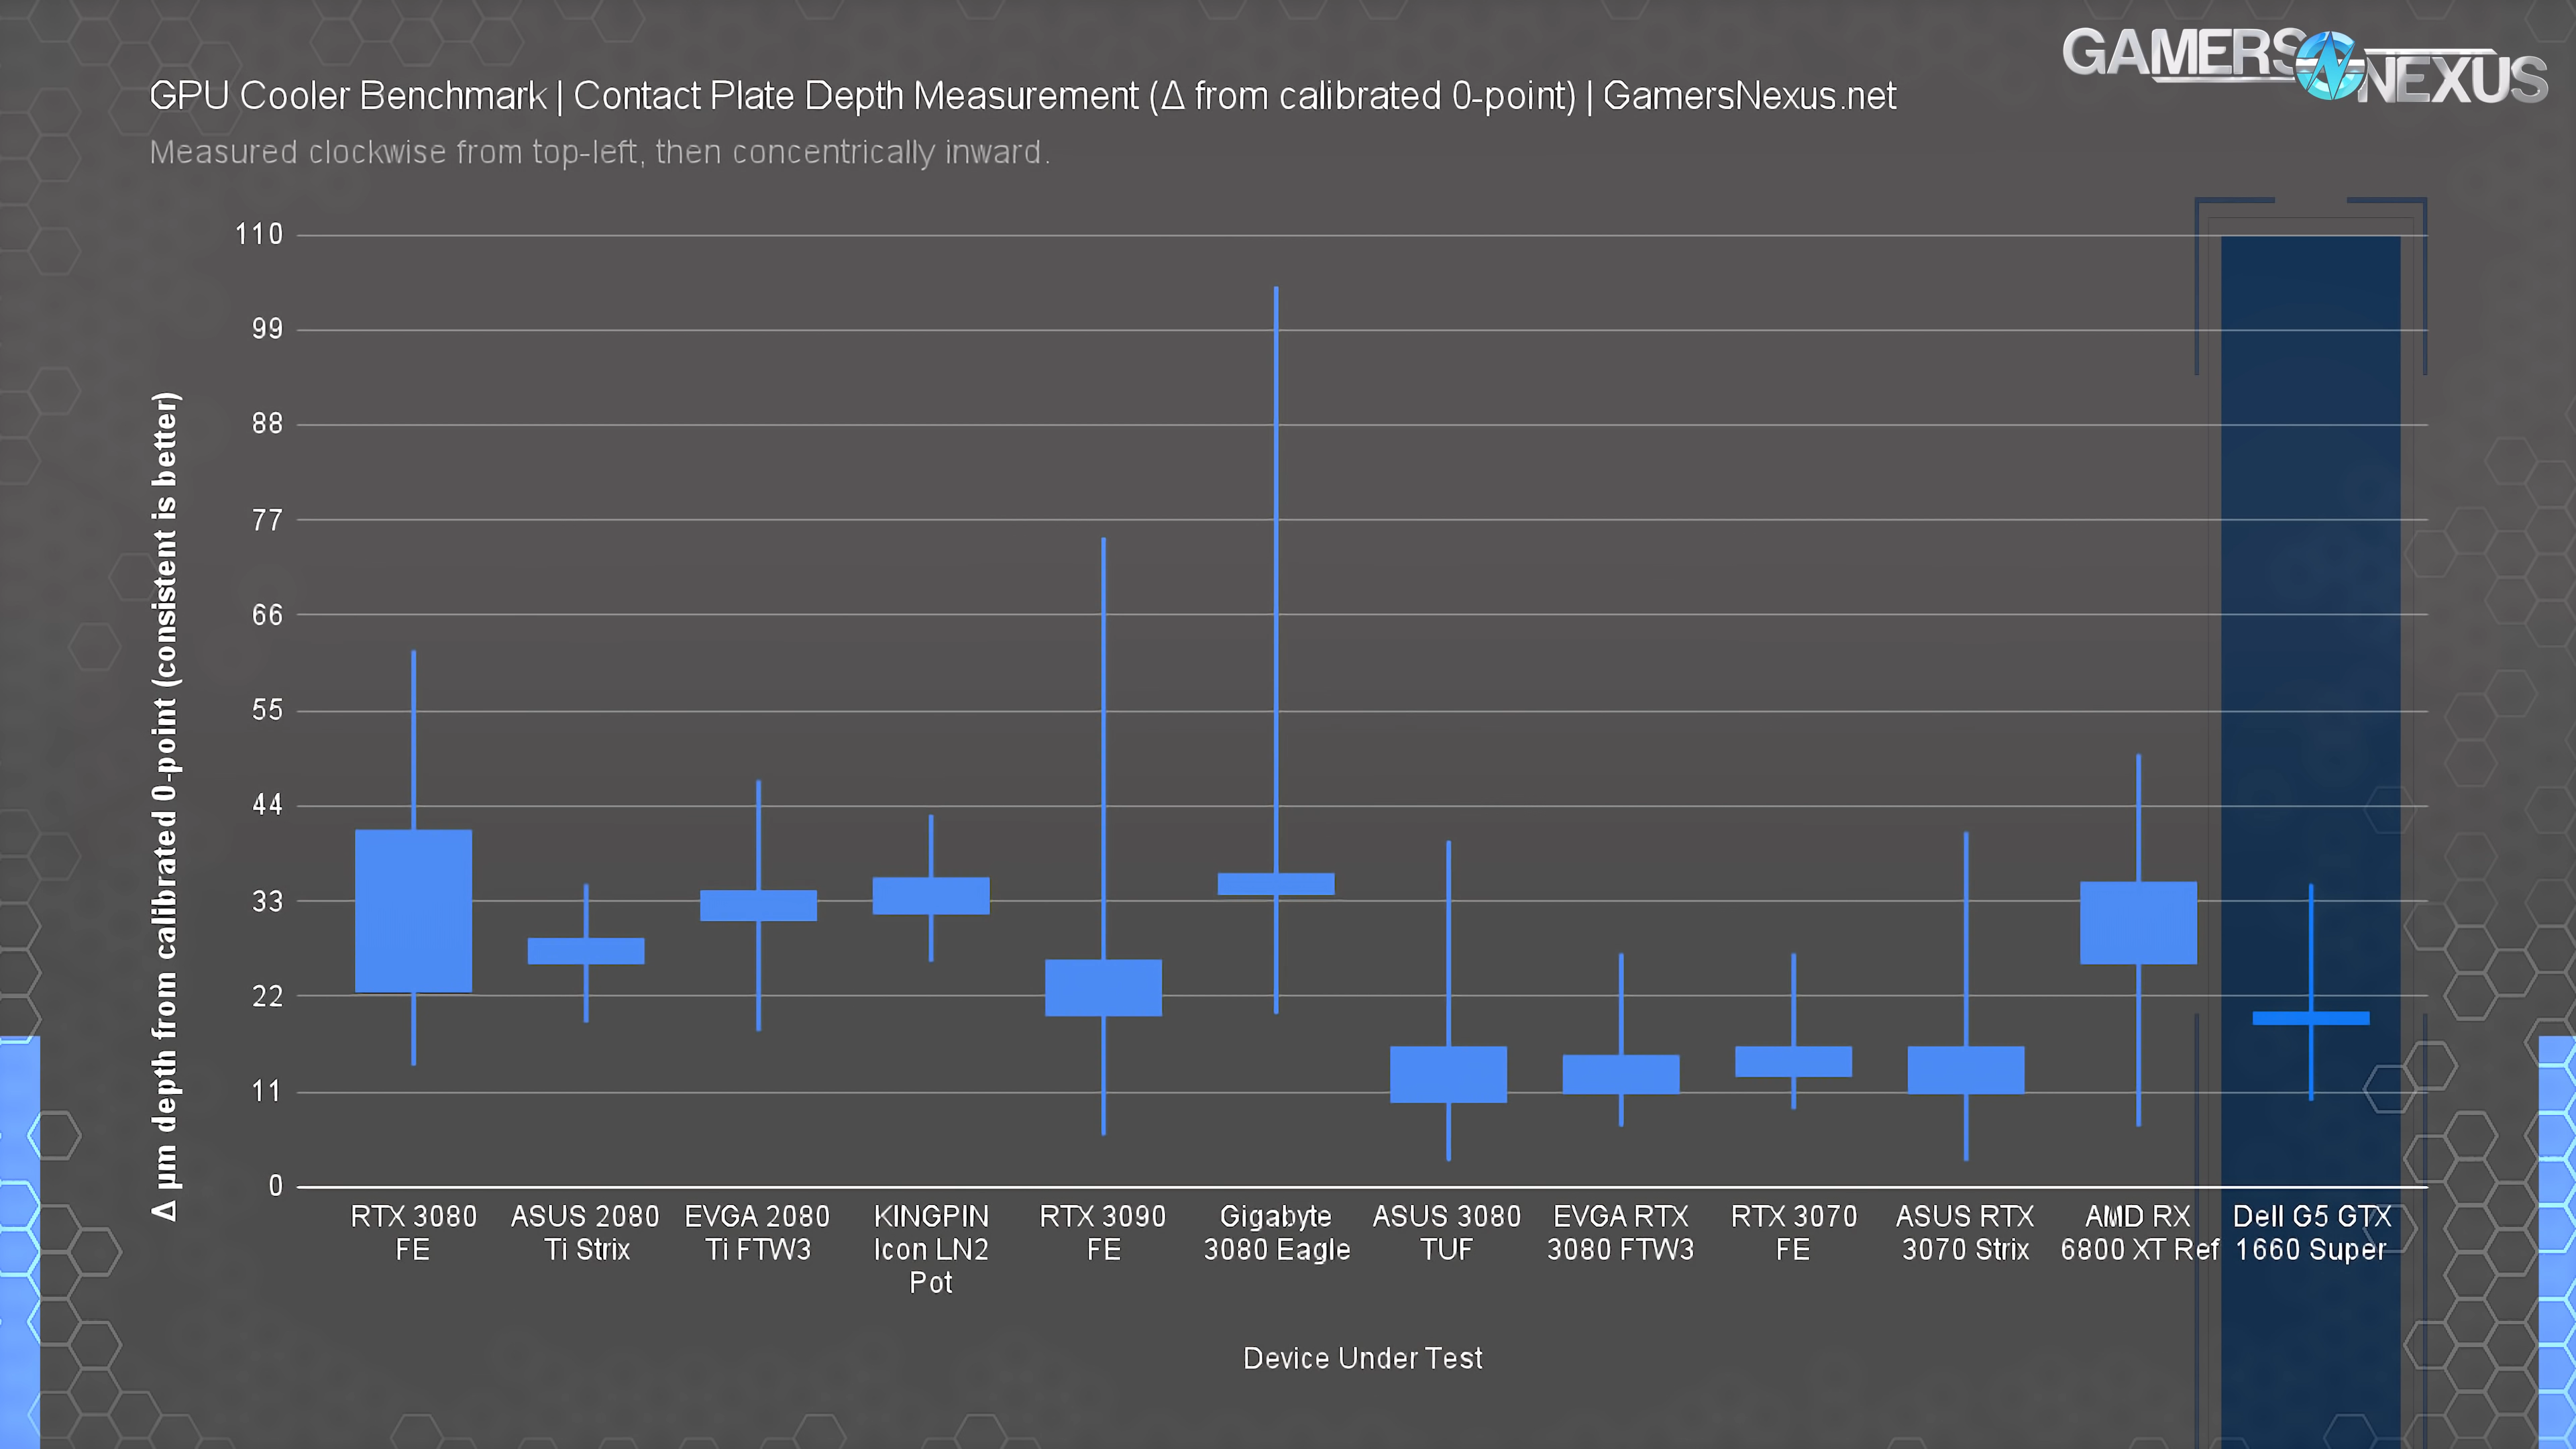 GAMERS NEXUS
GPU Cooler Benchmark | Contact Plate Depth Measurement (Δ from calibrated 0-point) | GamersNexus.net
Measured clockwise from top-left, then concentrically inward.
Δ µm depth from calibrated 0-point (consistent is better)
110
99
88
77
66
55
44
33
22
11
0
RTX 3080
FE
ASUS 2080
Ti Strix
EVGA 2080
Ti FTW3
KINGPIN
Icon LN2
Pot
RTX 3090
FE
Gigabyte
3080 Eagle
ASUS 3080
TUF
EVGA RTX
3080 FTW3
RTX 3070
FE
ASUS RTX
3070 Strix
AMD RX
6800 XT Ref
Dell G5 GTX
1660 Super
Device Under Test